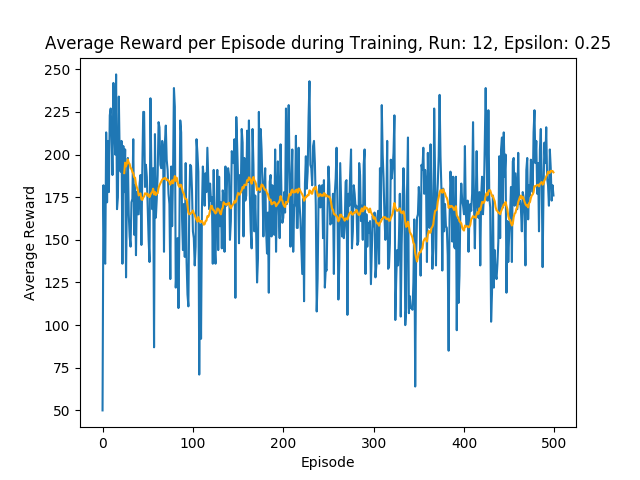 Average Reward per Episode during Training, Run: 12, Epsilon: 0.25
250
225
200
175
150
125
100
75
50
Average Reward
0 100 200 300 400 500
Episode